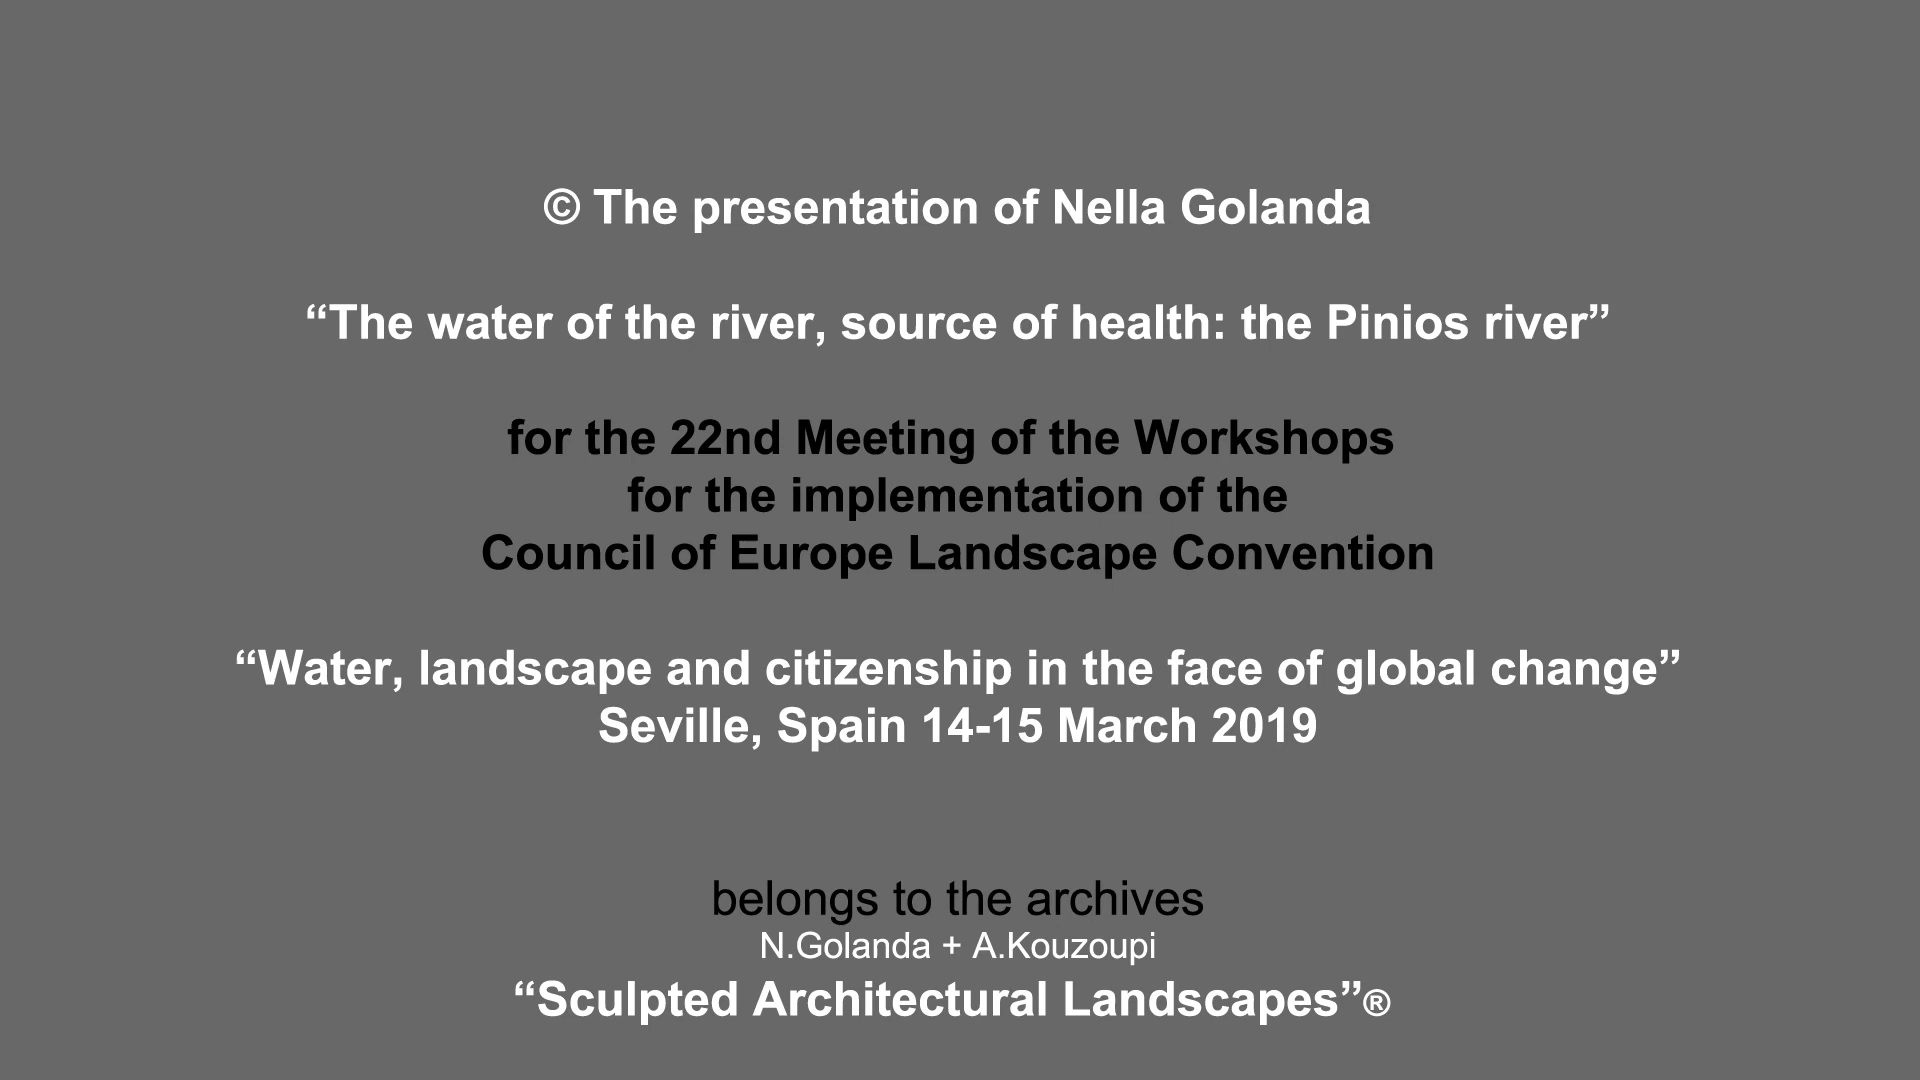 © The presentation of Nella Golanda
“The water of the river, source of health: the Pinios river”
for the 22nd Meeting of the Workshops
for the implementation of the
Council of Europe Landscape Convention
“Water, landscape and citizenship in the face of global change”
Seville, Spain 14-15 March 2019
belongs to the archives
N.Golanda + A.Kouzoupi
“Sculpted Architectural Landscapes”®